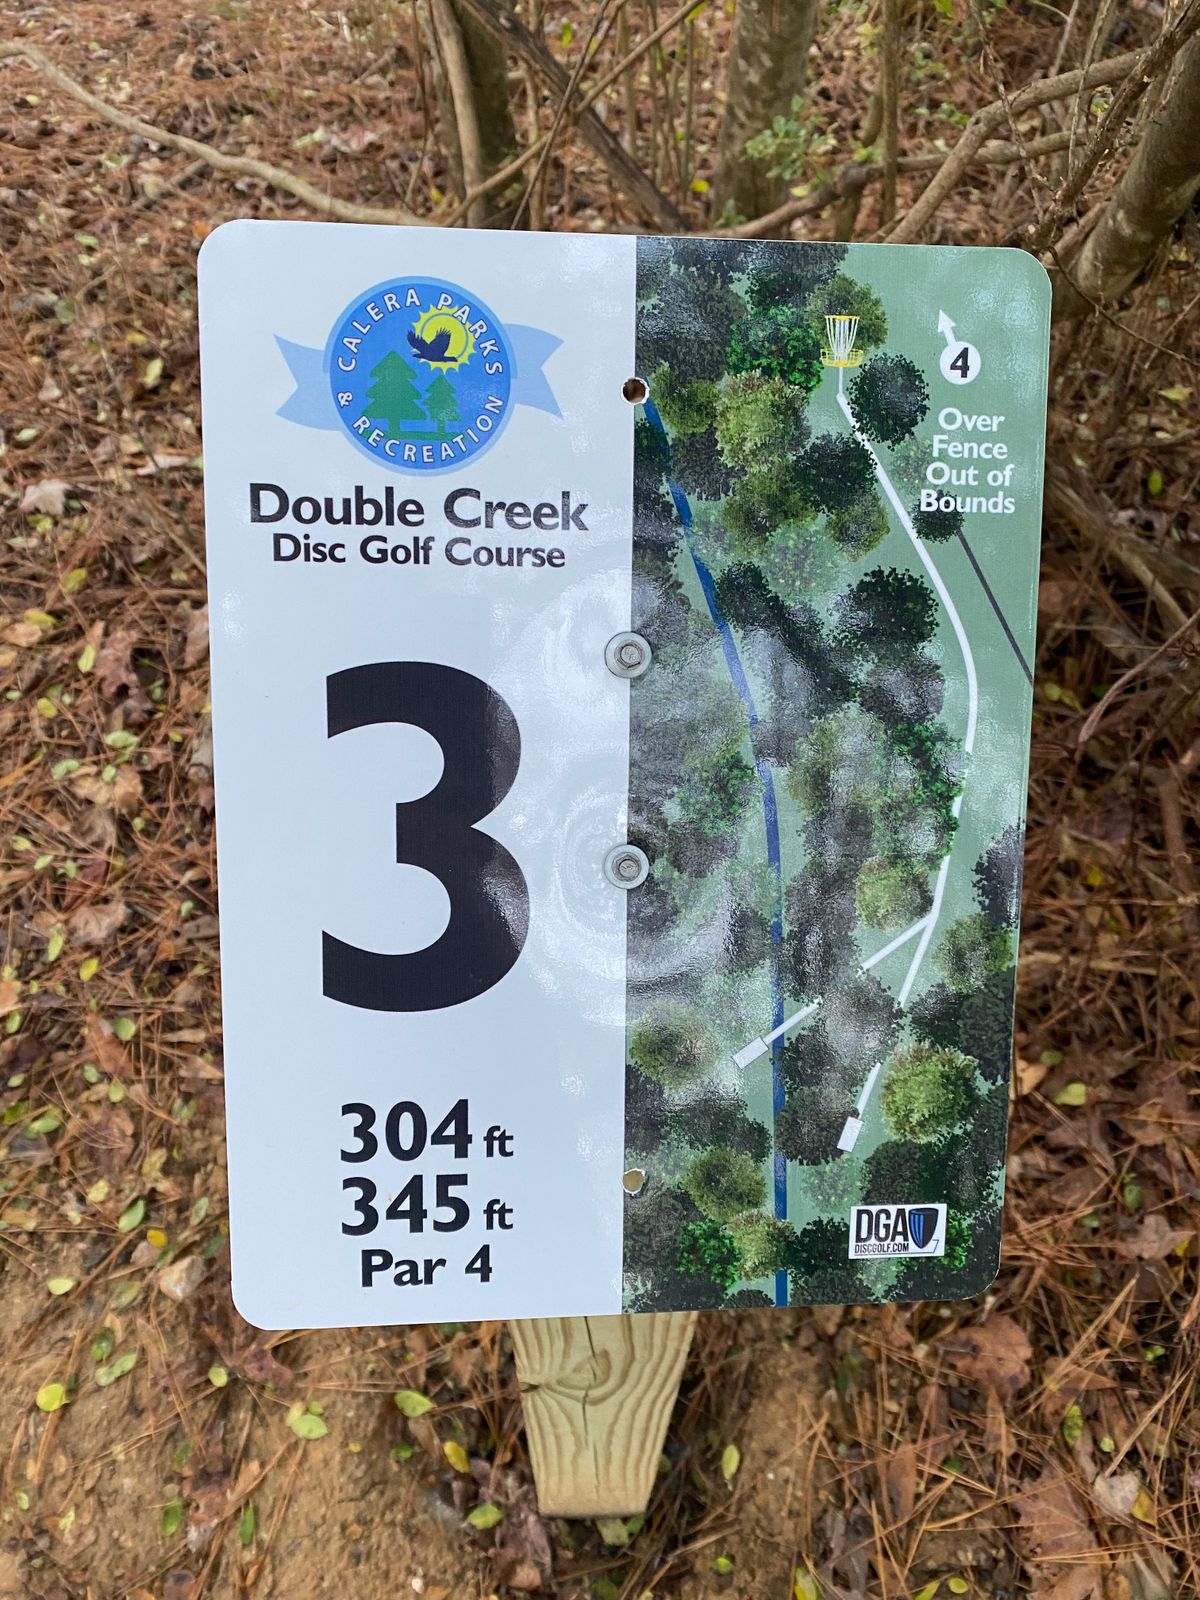 CALERA PARKS
& RECREATION
Double Creek
Disc Golf Course
3
304 ft
345 ft
Par 4
4
Over
Fence
Out of
Bounds
DGA
DISCGOLF.COM